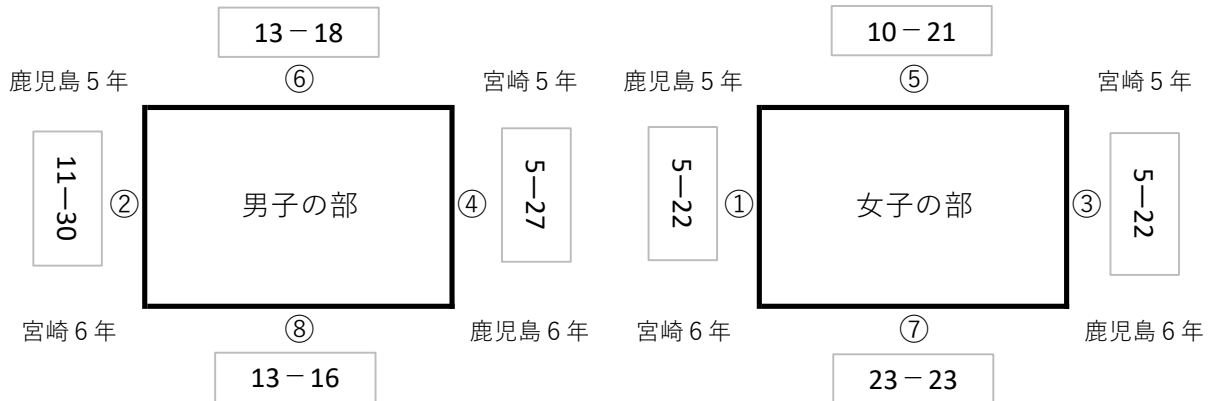 13－18
⑥
鹿児島５年
宮崎５年
11―30
②
男子の部
④
5―27
宮崎６年
⑧
鹿児島６年
13－16
10－21
⑤
鹿児島５年
宮崎５年
5―22
①
女子の部
③
5―22
宮崎６年
⑦
鹿児島６年
23－23